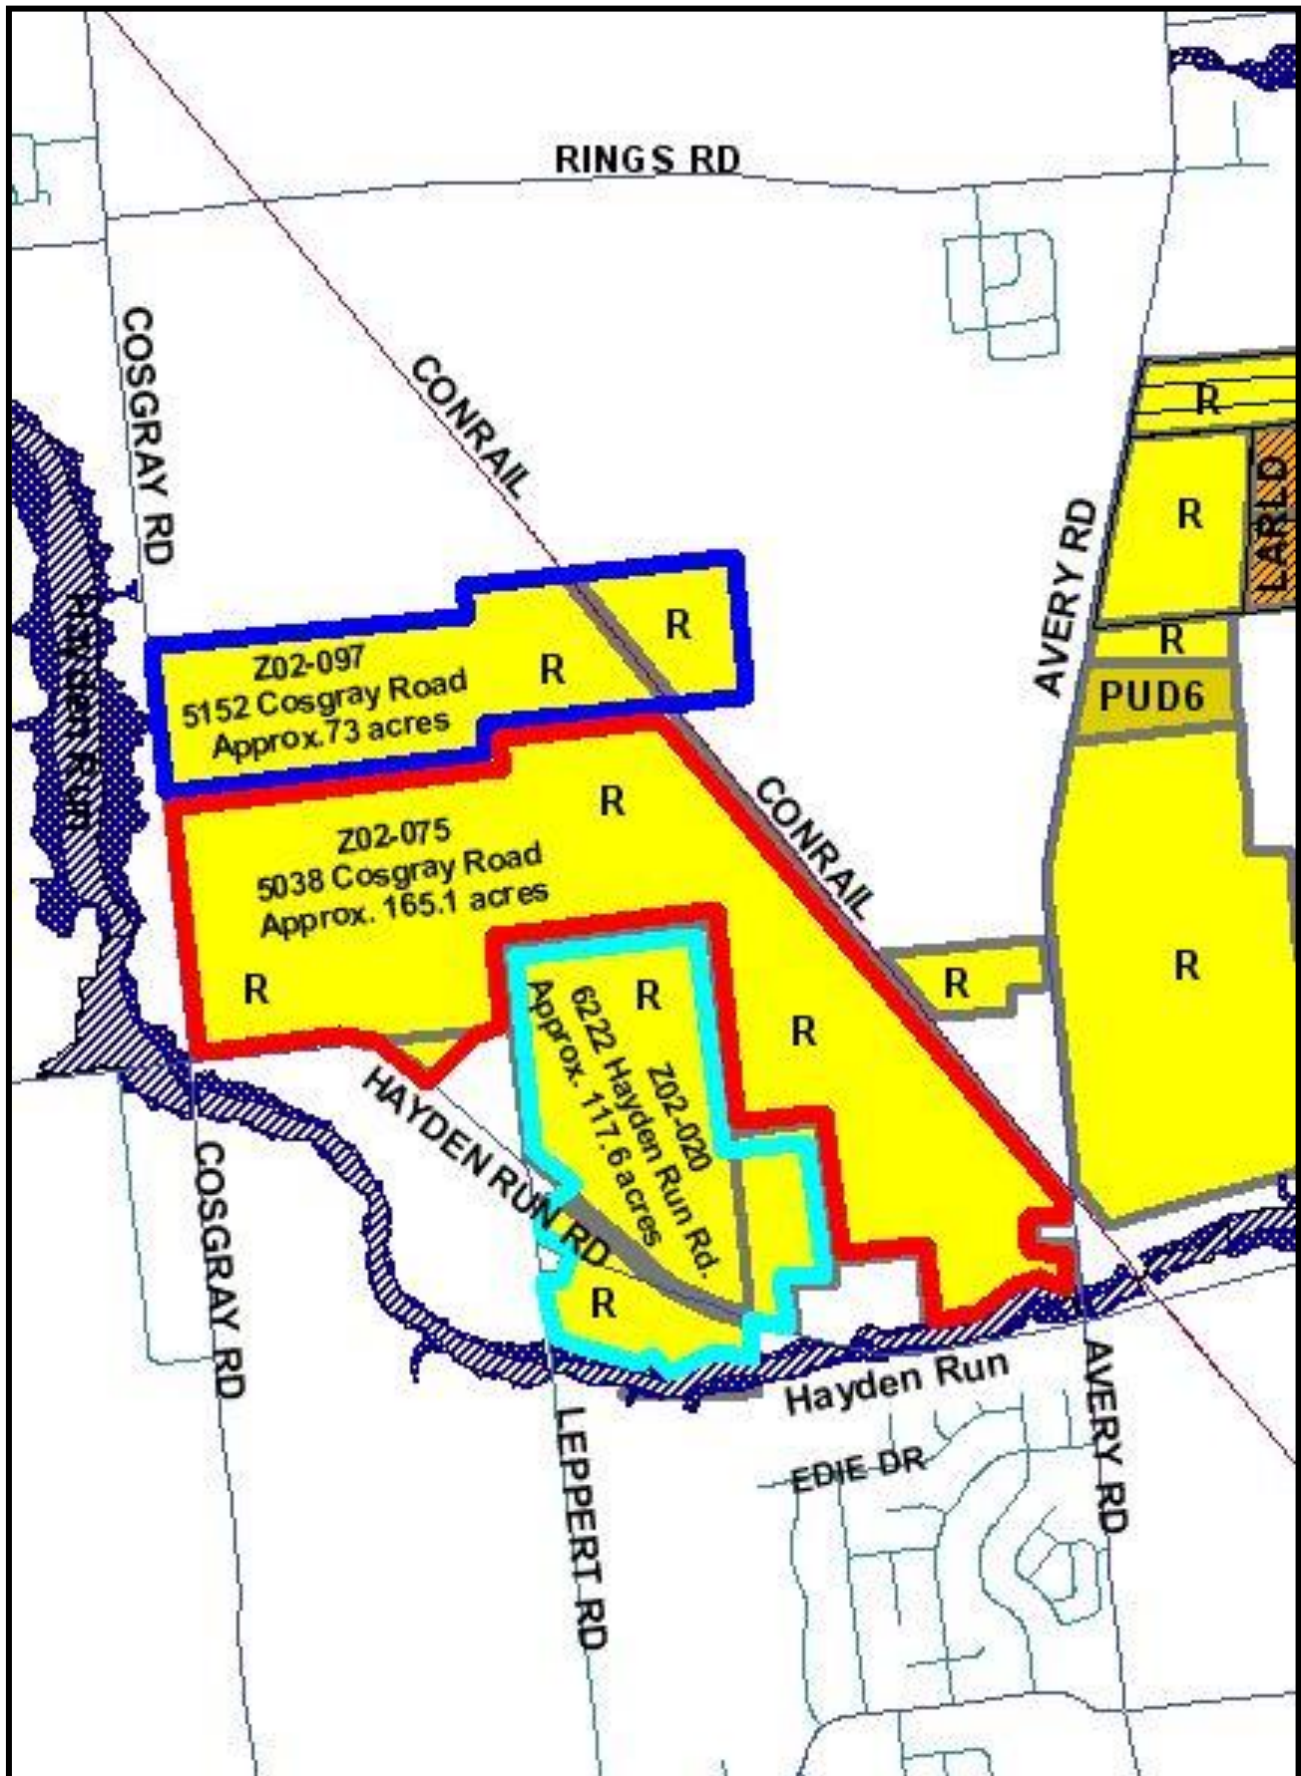 RINGS RD
COSGRAY RD
CONRAIL
R
LARLD
R
AVERY RD
Hayden Run
R
R
R
Z02-097
5152 Cosgray Road
Approx.73 acres
PUD6
R
CONRAIL
Z02-075
5038 Cosgray Road
Approx. 165.1 acres
R
R
R
R
R
Z02-020
6222 Hayden Run Rd.
Approx. 117.6 acres
HAYDEN RUN RD
COSGRAY RD
R
Hayden Run
AVERY RD
LEPPERT RD
EDIE DR